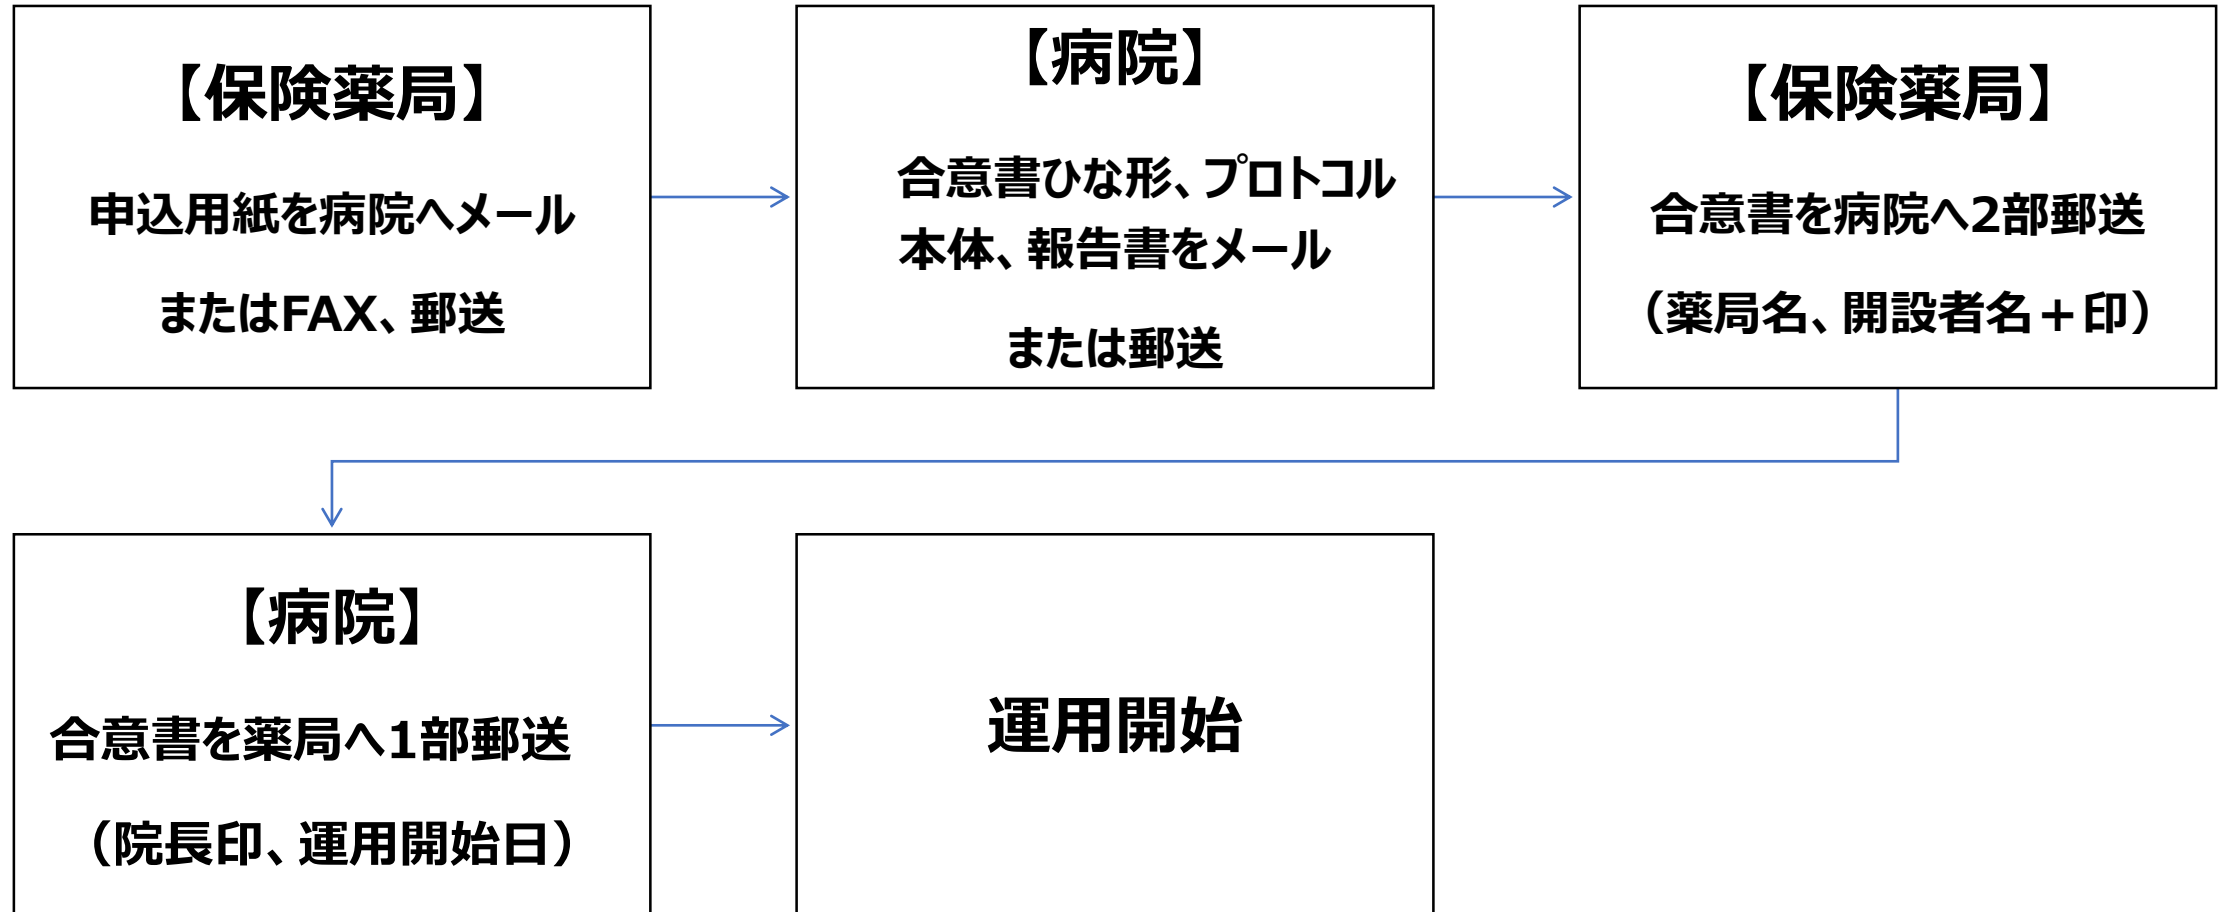 【保険薬局】
申込用紙を病院へメール
またはFAX、郵送
【病院】
合意書ひな形、プロトコル
本体、報告書をメール
または郵送
【保険薬局】
合意書を病院へ2部郵送
（薬局名、開設者名＋印）
【病院】
合意書を薬局へ1部郵送
（院長印、運用開始日）
運用開始